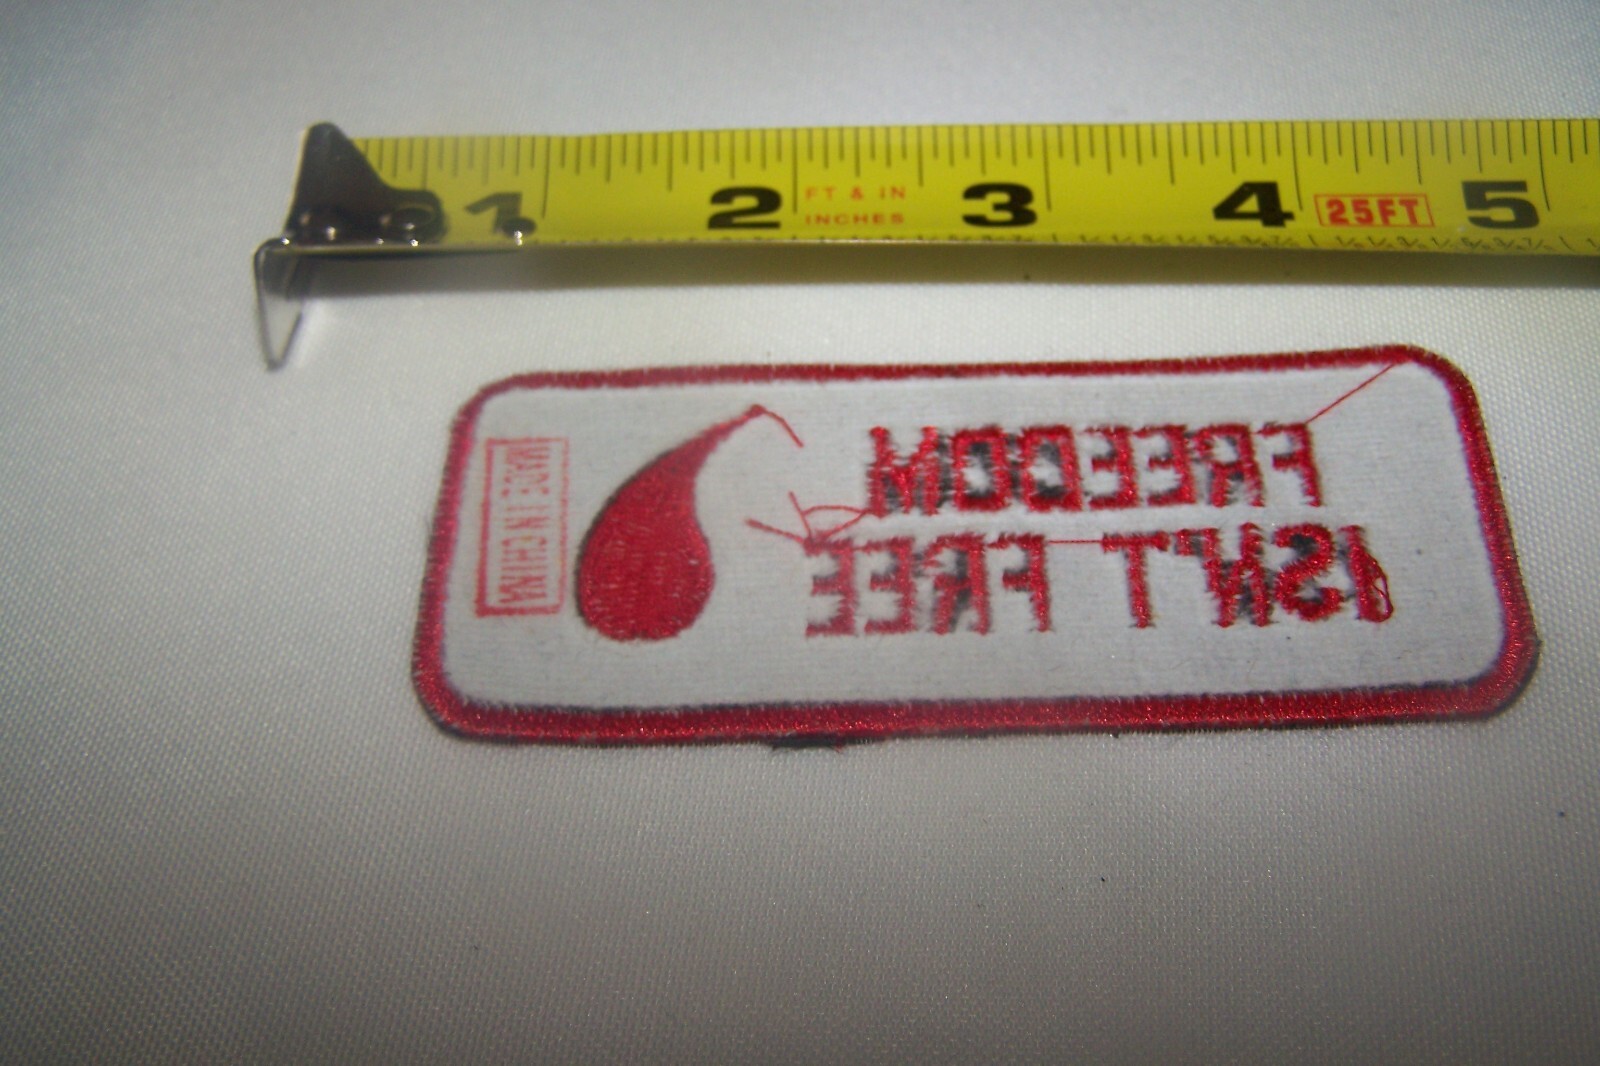 1 2 FT & IN 3 4 25FT 5
INCHES
FREEDOM
ISN'T FREE
MADE IN CHINA